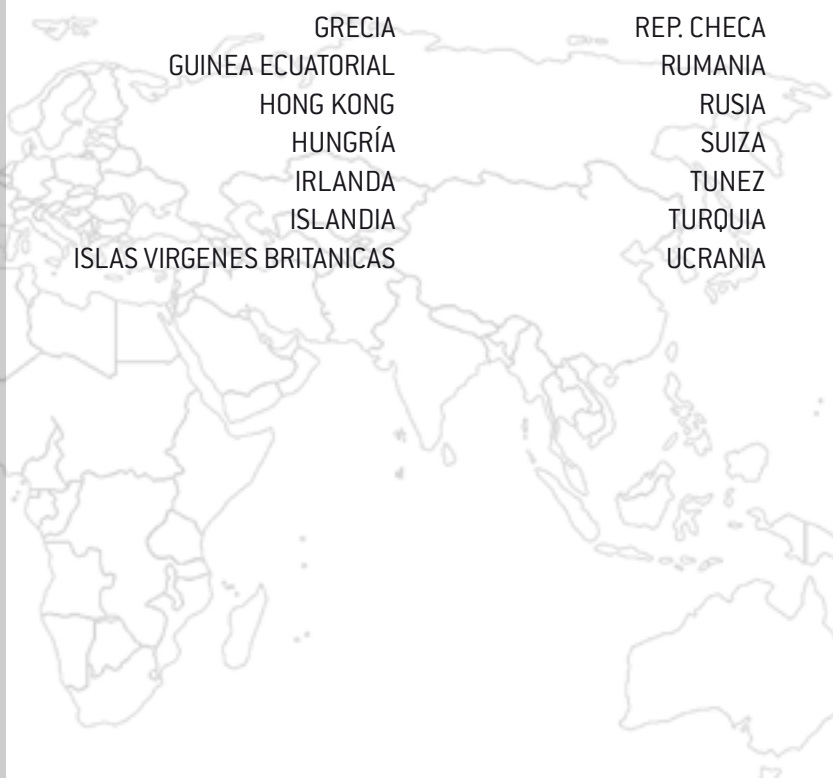 GRECIA
GUINEA ECUATORIAL
HONG KONG
HUNGRÍA
IRLANDA
ISLANDIA
ISLAS VIRGENES BRITANICAS
REP. CHECA
RUMANIA
RUSIA
SUIZA
TUNEZ
TURQUIA
UCRANIA